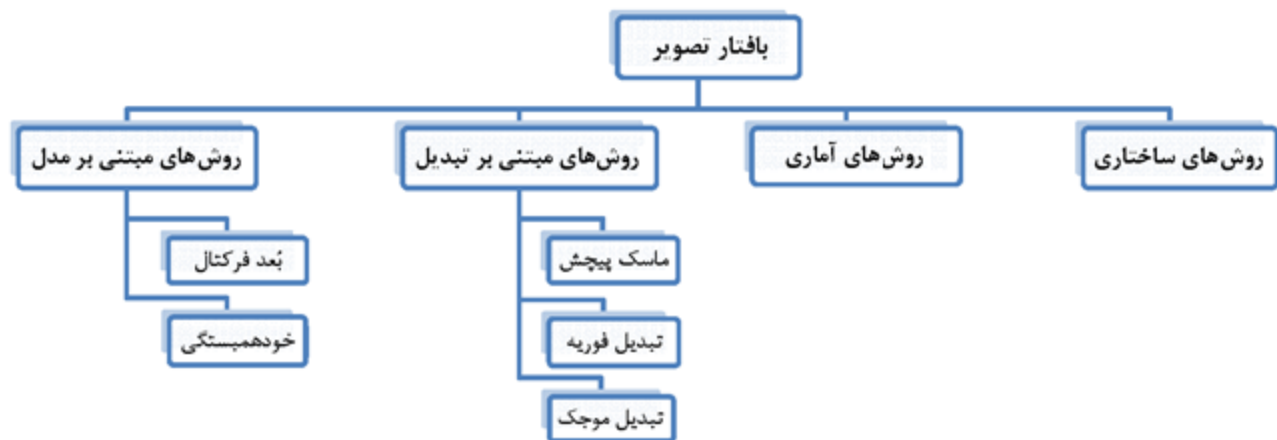 بافتار تصویر
روش‌های ساختاری
روش‌های آماری
روش‌های مبتنی بر تبدیل
روش‌های مبتنی بر مدل
ماسک پیچش
تبدیل فوریه
تبدیل موجک
بُعد فرکتال
خودهمبستگی